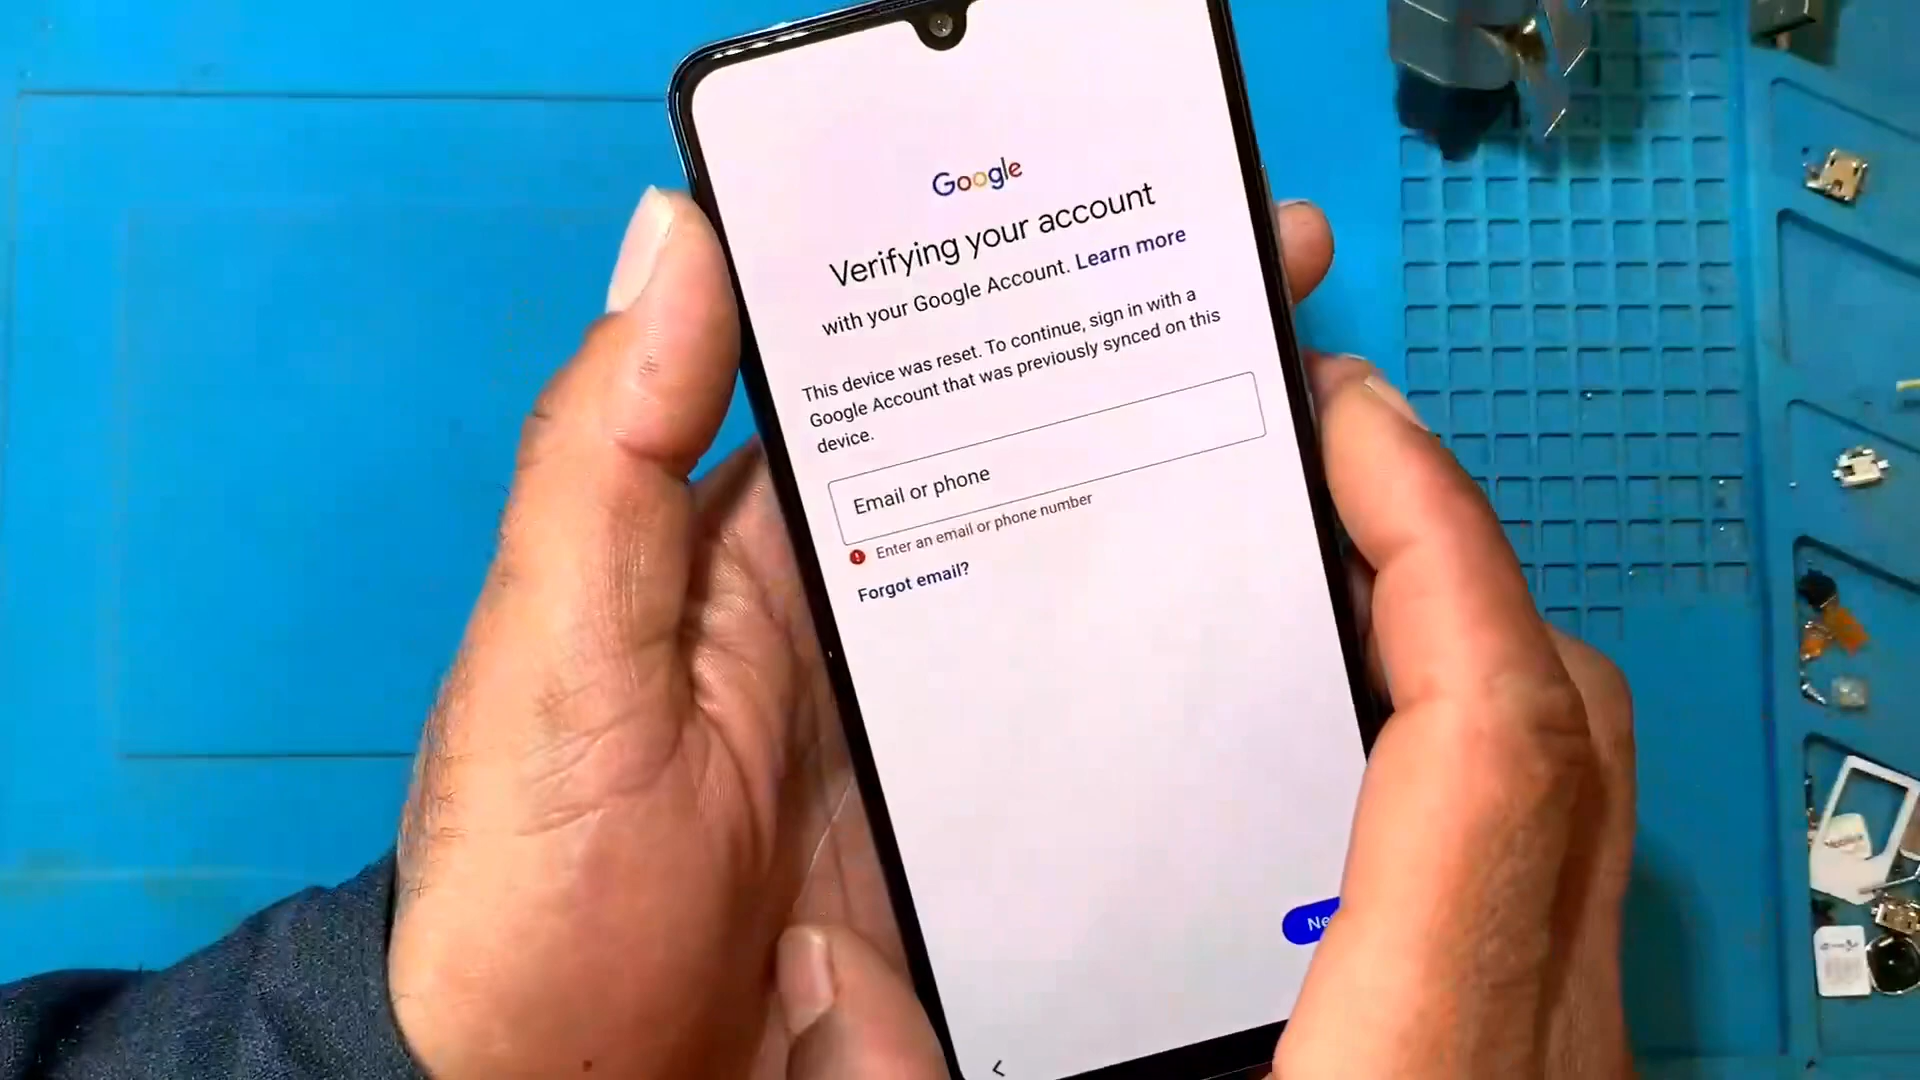 Google
Verifying your account
with your Google Account. Learn more
This device was reset. To continue, sign in with a
Google Account that was previously synced on this
device.
Email or phone
Enter an email or phone number
Forgot email?